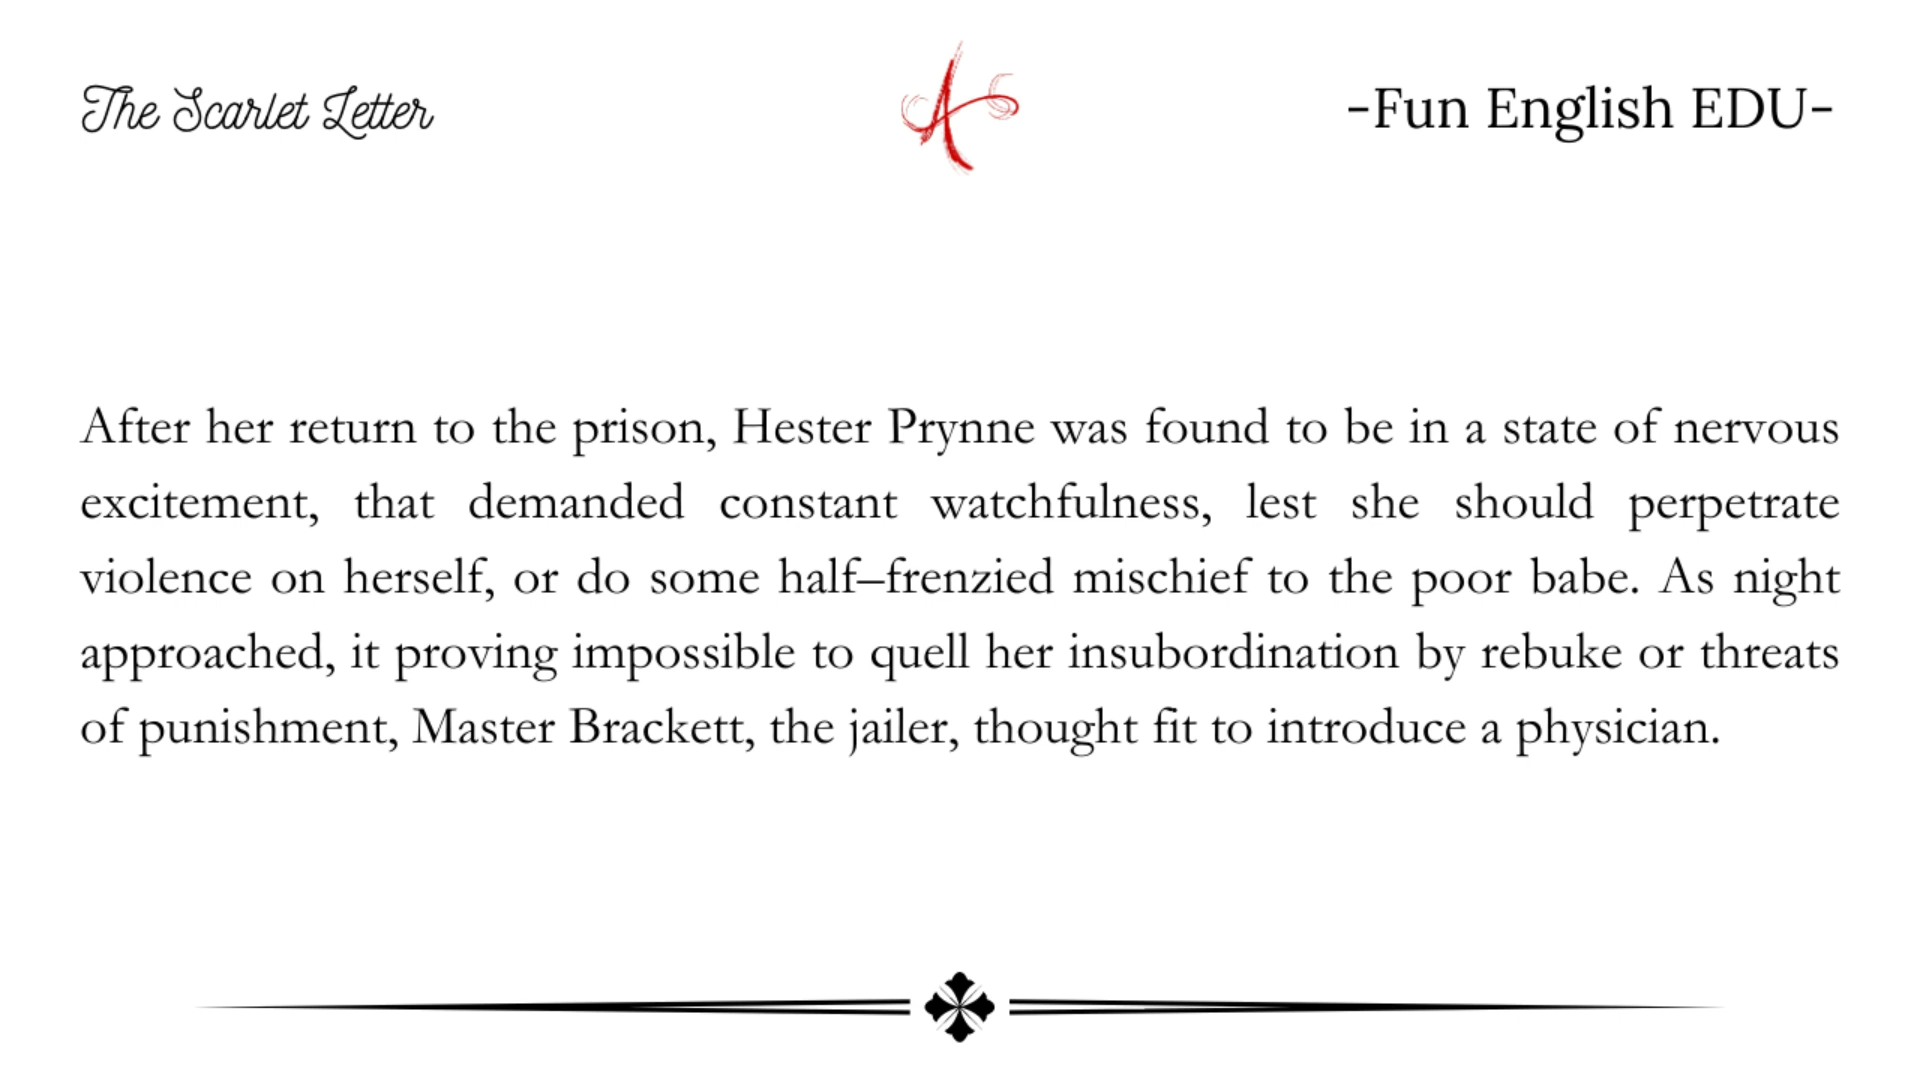 The Scarlet Letter
A
-Fun English EDU-
After her return to the prison, Hester Prynne was found to be in a state of nervous
excitement, that demanded constant watchfulness, lest she should perpetrate
violence on herself, or do some half–frenzied mischief to the poor babe. As night
approached, it proving impossible to quell her insubordination by rebuke or threats
of punishment, Master Brackett, the jailer, thought fit to introduce a physician.